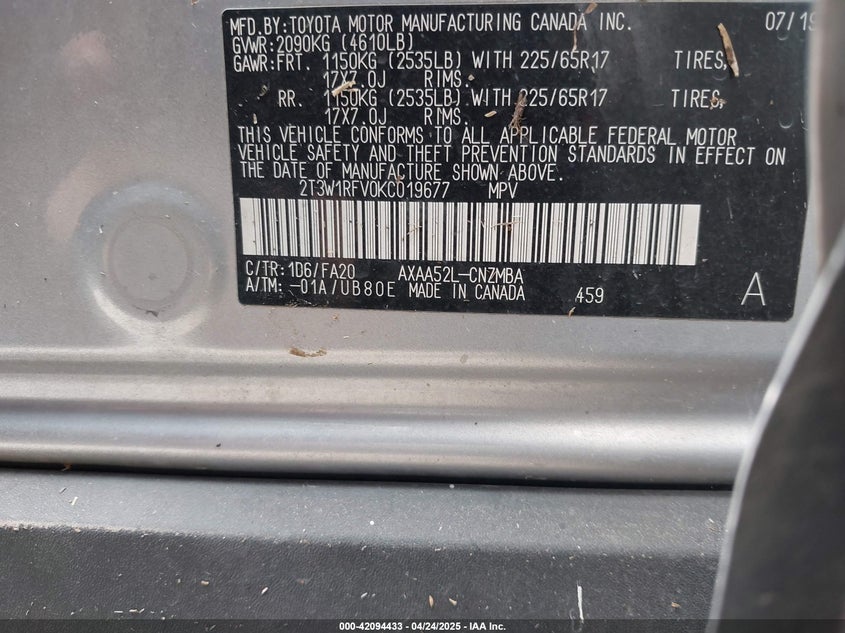 MFD.BY:TOYOTA MOTOR MANUFACTURING CANADA INC. 07/19
GVWR:2090KG (4610LB)
GAWR:FRT. 1150KG (2535LB) WITH 225/65R17 TIRES,
17X7.0J RIMS.
RR. 1150KG (2535LB) WITH 225/65R17 TIRES,
17X7.0J RIMS.
THIS VEHICLE CONFORMS TO ALL APPLICABLE FEDERAL MOTOR
VEHICLE SAFETY AND THEFT PREVENTION STANDARDS IN EFFECT ON
THE DATE OF MANUFACTURE SHOWN ABOVE.
2T3W1RFV0KC019677 MPV
C/TR:1D6/FA20 AXAA52L-CNZMBA
A/TM:-01A/UB80E MADE IN CANADA 459 A
000-42094433 - 04/24/2025 - IAA Inc.